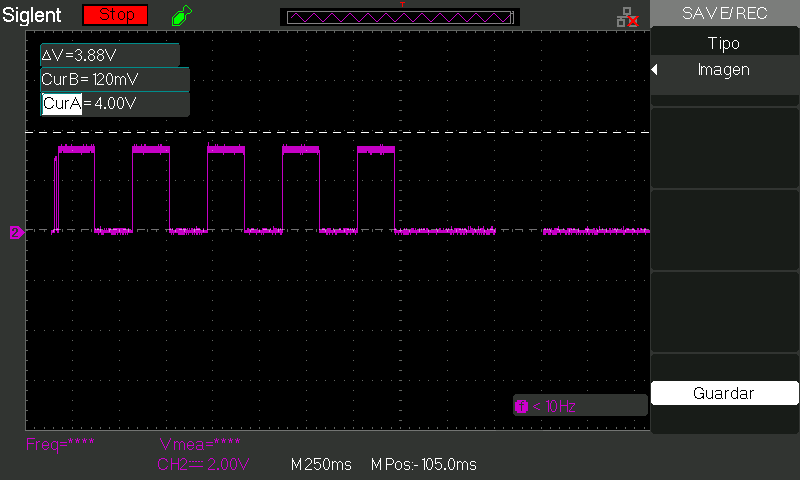 Siglent Stop T SAVE/REC
Tipo
Imagen
ΔV=3.88V
CurB=120mV
CurA=4.00V
2
T < 10Hz
Guardar
Freq=**** Vmea=****
CH2 2.00V M250ms MPos:-105.0ms